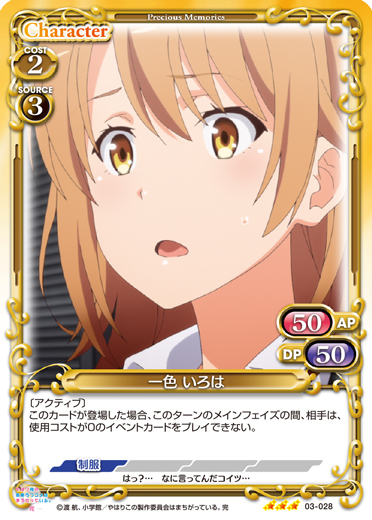 Precious Memories
Character
COST
2
SOURCE
3
50 AP
DP 50
一色 いろは
[アクティブ]
このカードが登場した場合、このターンのメインフェイズの間、相手は、
使用コストが0のイベントカードをプレイできない。
制服
はっ?… なに言ってんだコイツ…
©渡 航、小学館/やはりこの製作委員会はまちがっている。完
★★★ 03-028